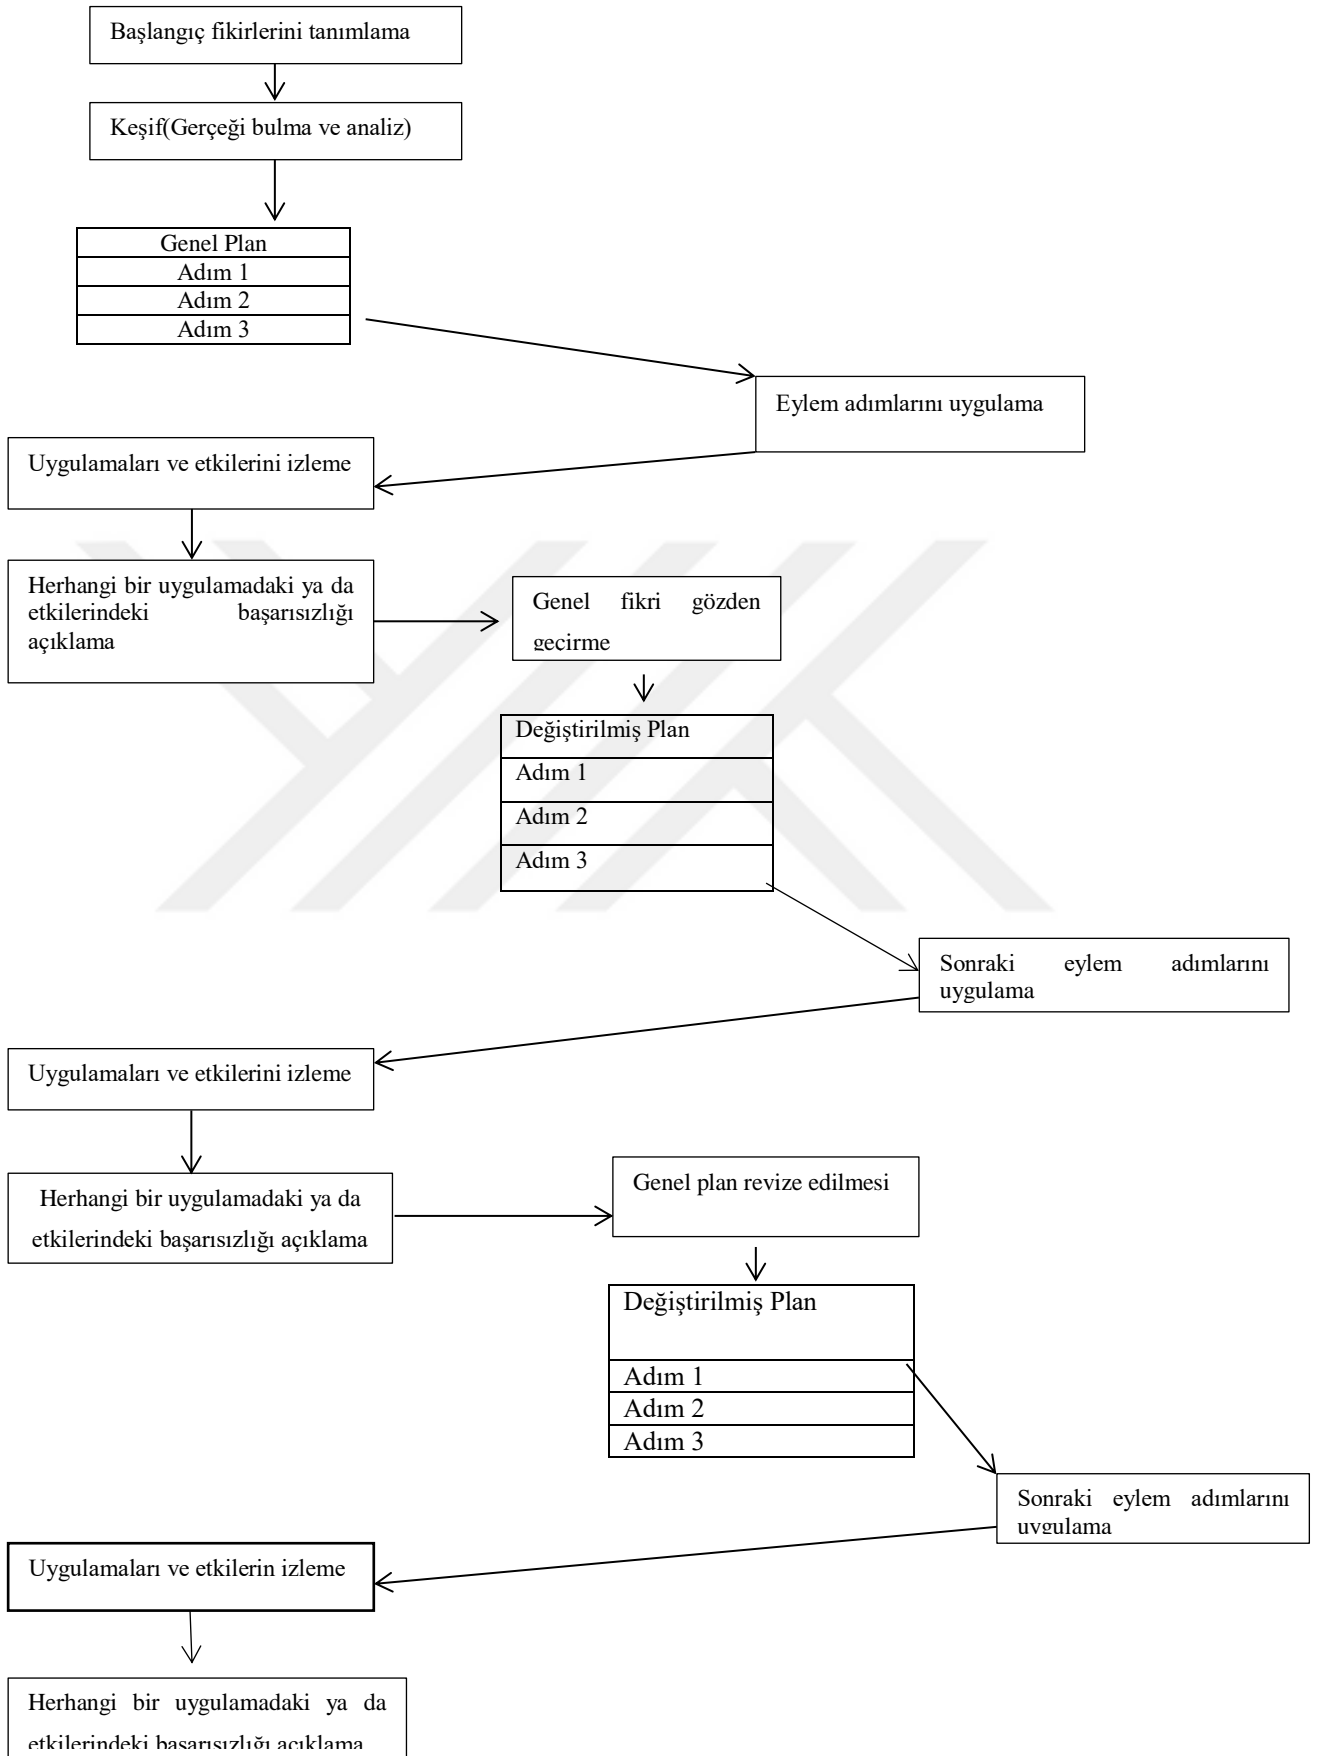 Başlangıç fikirlerini tanımlama
Keşif(Gerçeği bulma ve analiz)
Genel Plan
Adım 1
Adım 2
Adım 3
Eylem adımlarını uygulama
Uygulamaları ve etkilerini izleme
Herhangi bir uygulamadaki ya da
etkilerindeki başarısızlığı
açıklama
Genel fikri gözden
geçirme
Değiştirilmiş Plan
Adım 1
Adım 2
Adım 3
Sonraki eylem adımlarını
uygulama
Uygulamaları ve etkilerini izleme
Herhangi bir uygulamadaki ya da
etkilerindeki başarısızlığı açıklama
Genel plan revize edilmesi
Değiştirilmiş Plan
Adım 1
Adım 2
Adım 3
Sonraki eylem adımlarını
uygulama
Uygulamaları ve etkilerin izleme
Herhangi bir uygulamadaki ya da
etkilerindeki başarısızlığı açıklama